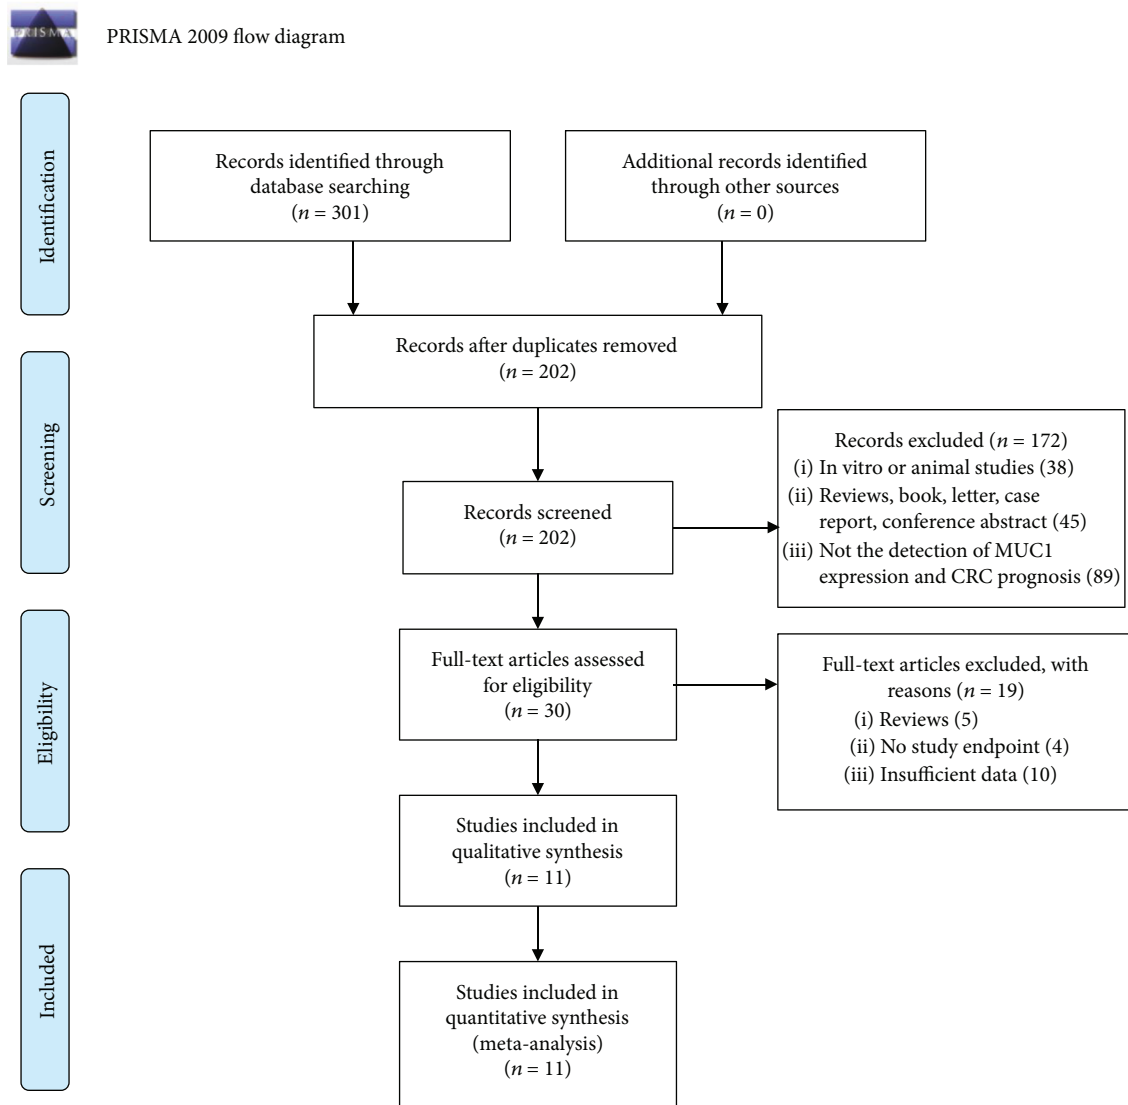 PRISMA
PRISMA 2009 flow diagram
Identification
Records identified through
database searching
(n = 301)
Additional records identified
through other sources
(n = 0)
Records after duplicates removed
(n = 202)
Screening
Records screened
(n = 202)
Records excluded (n = 172)
(i) In vitro or animal studies (38)
(ii) Reviews, book, letter, case
report, conference abstract (45)
(iii) Not the detection of MUC1
expression and CRC prognosis (89)
Eligibility
Full-text articles assessed
for eligibility
(n = 30)
Full-text articles excluded, with
reasons (n = 19)
(i) Reviews (5)
(ii) No study endpoint (4)
(iii) Insufficient data (10)
Studies included in
qualitative synthesis
(n = 11)
Included
Studies included in
quantitative synthesis
(meta-analysis)
(n = 11)